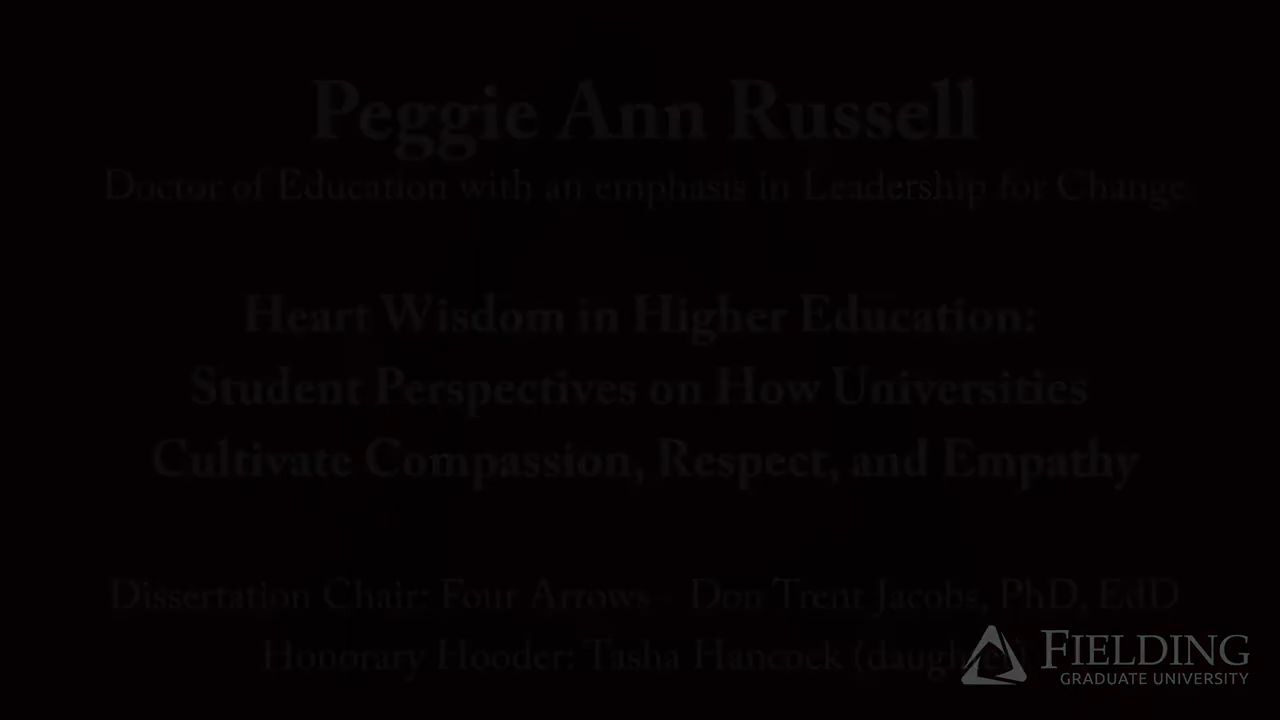 Peggie Ann Russell
Doctor of Education with an emphasis in Leadership for Change
Heart Wisdom in Higher Education:
Student Perspectives on How Universities
Cultivate Compassion, Respect, and Empathy
Dissertation Chair: Four Arrows - Don Trent Jacobs, PhD, EdD
Honorary Hooder: Tasha Hancock (daughter)
FIELDING
GRADUATE UNIVERSITY